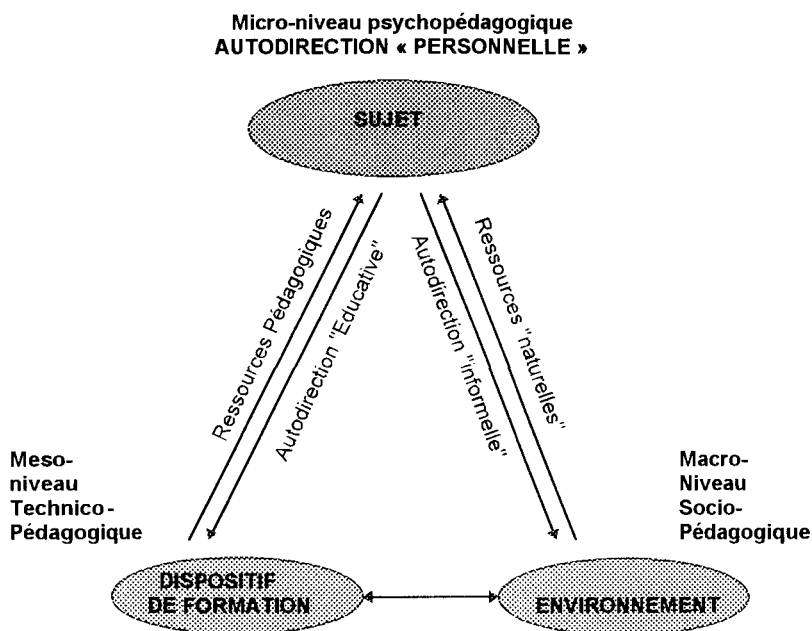 Micro-niveau psychopédagogique
AUTODIRECTION « PERSONNELLE »
SUJET
Ressources Pédagogiques
Autodirection "Educative"
Autodirection "informelle"
Ressources "naturelles"
Meso-
niveau
Technico-
Pédagogique
Macro-
Niveau
Socio-
Pédagogique
DISPOSITIF
DE FORMATION
ENVIRONNEMENT